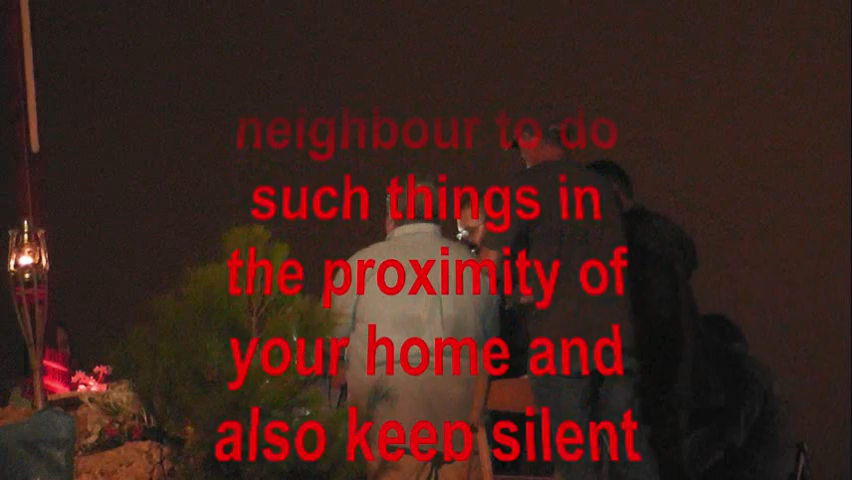 neighbour to do
such things in
the proximity of
your home and
also keep silent